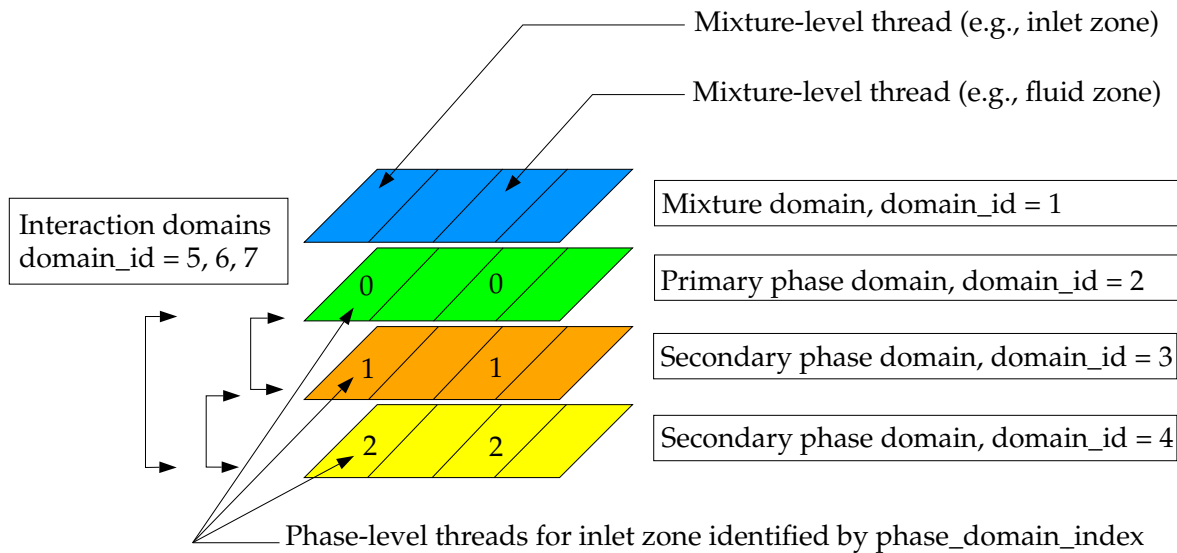 Mixture-level thread (e.g., inlet zone)
Mixture-level thread (e.g., fluid zone)
Interaction domains
domain_id = 5, 6, 7
Mixture domain, domain_id = 1
0 0
Primary phase domain, domain_id = 2
1 1
Secondary phase domain, domain_id = 3
2 2
Secondary phase domain, domain_id = 4
Phase-level threads for inlet zone identified by phase_domain_index